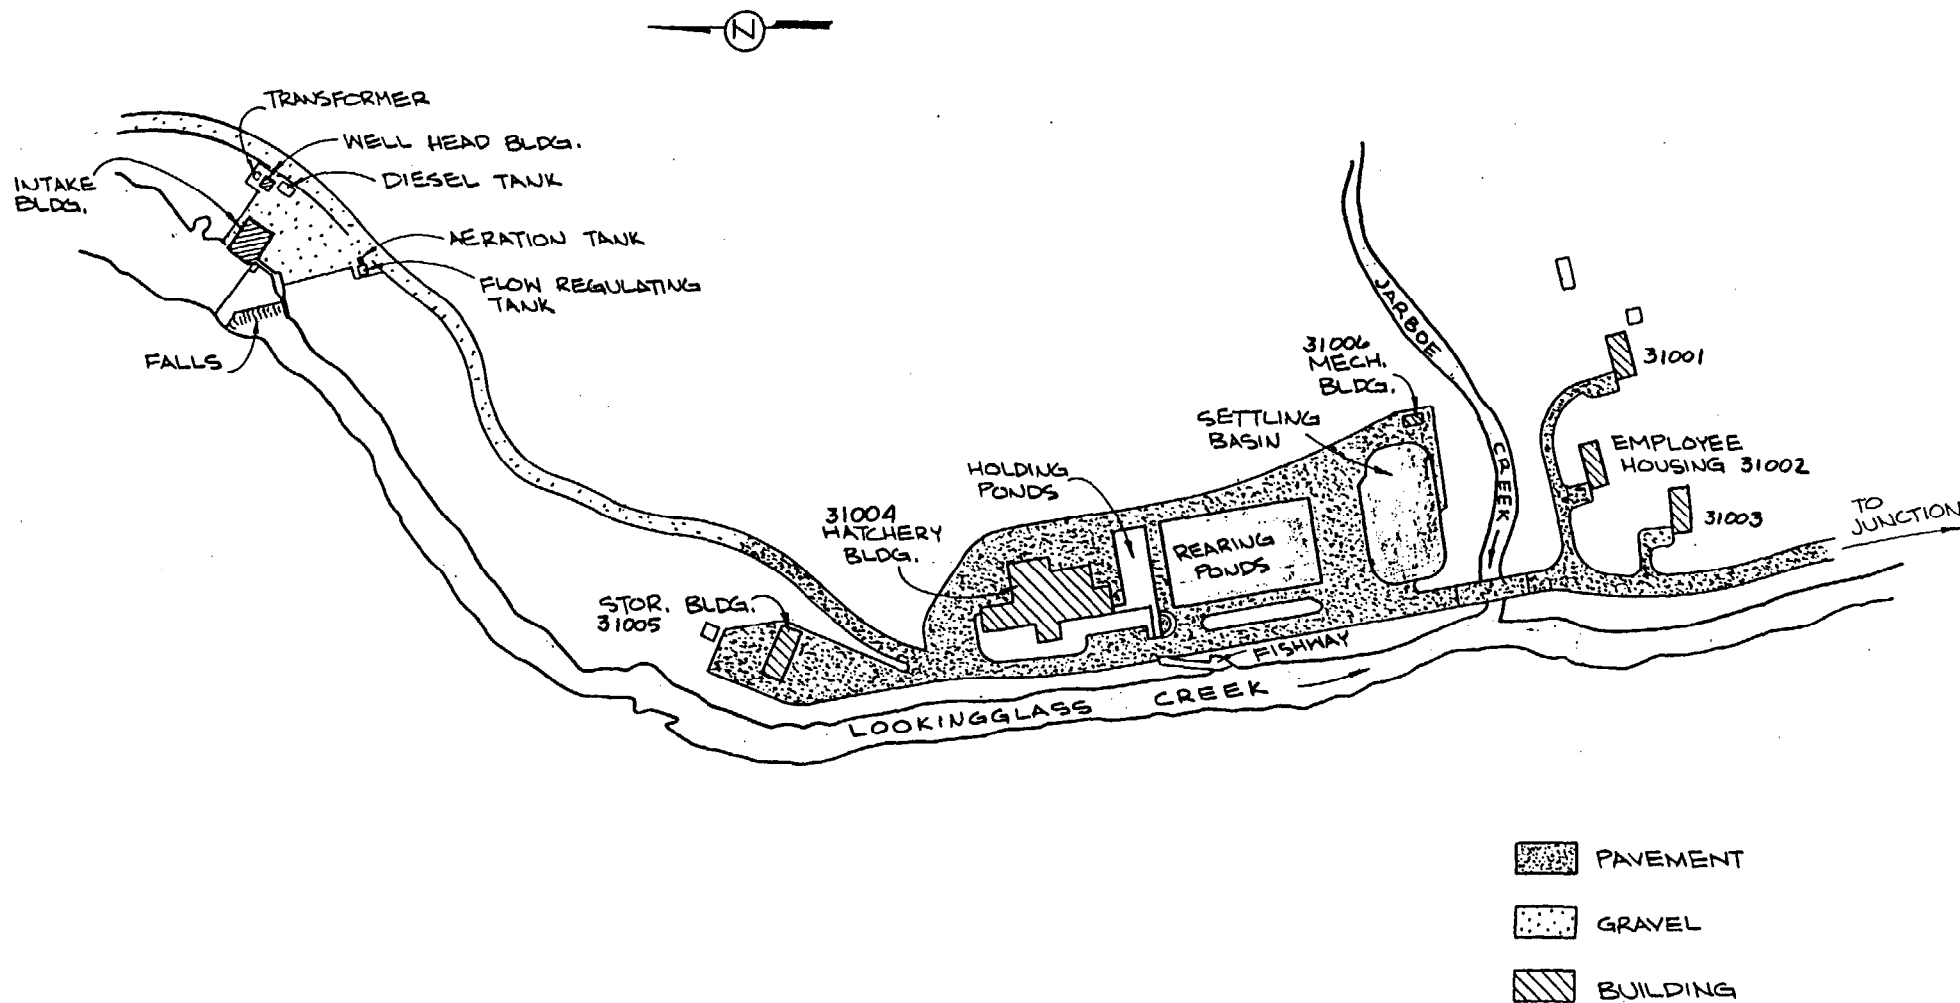 N
TRANSFORMER
WELL HEAD BLDG.
DIESEL TANK
INTAKE
BLDG.
AERATION TANK
FLOW REGULATING
TANK
FALLS
JARBOE
CREEK
31006
MECH.
BLDG.
31001
SETTLING
BASIN
EMPLOYEE
HOUSING 31002
HOLDING
PONDS
31004
HATCHERY
BLDG.
31003
TO
JUNCTION
REARING
PONDS
STOR. BLDG.
31005
FISHWAY
LOOKINGGLASS CREEK
PAVEMENT
GRAVEL
BUILDING